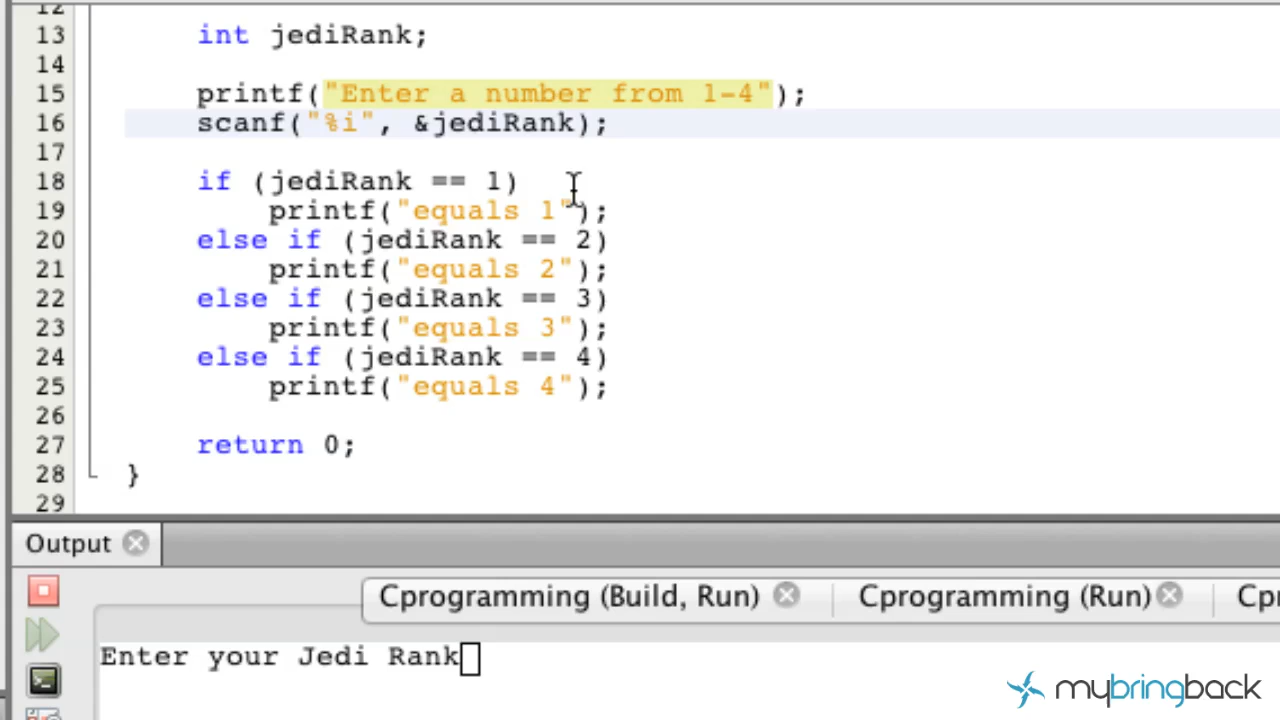 12
13 int jediRank;
14
15 printf("Enter a number from 1-4");
16 scanf("%i", &jediRank);
17
18 if (jediRank == 1)
19 printf("equals 1");
20 else if (jediRank == 2)
21 printf("equals 2");
22 else if (jediRank == 3)
23 printf("equals 3");
24 else if (jediRank == 4)
25 printf("equals 4");
26
27 return 0;
28 }
29
Output
Cprogramming (Build, Run) Cprogramming (Run) Cpr
Enter your Jedi Rank
mybringback